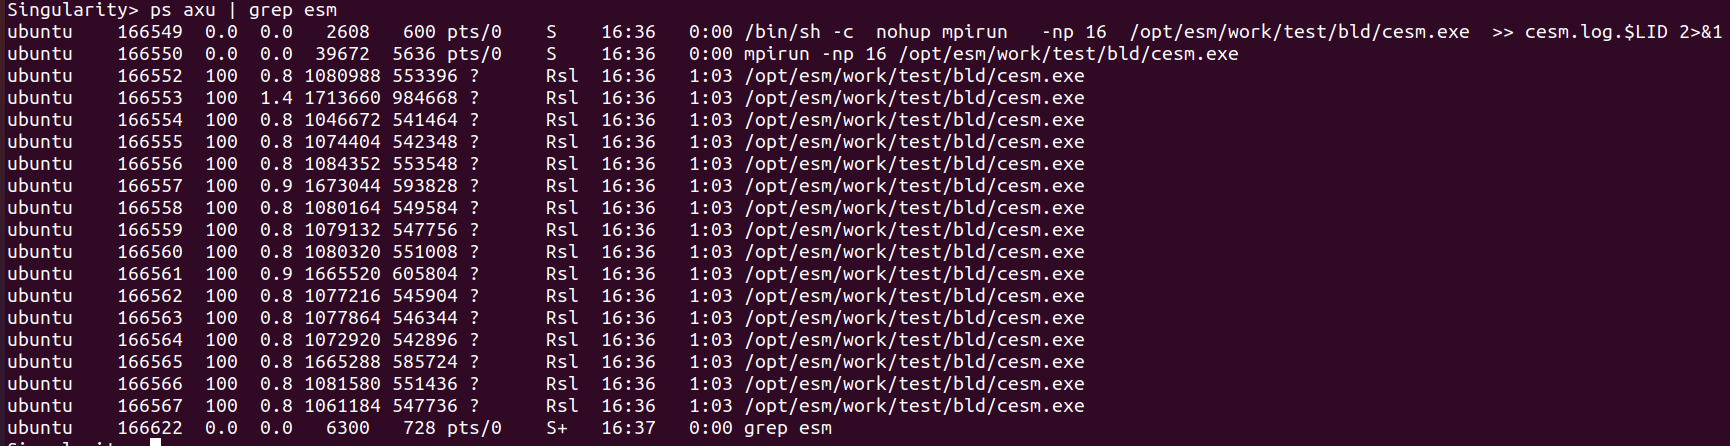 Singularity> ps axu | grep esm
ubuntu    166549  0.0  0.0   2608   600 pts/0    S    16:36   0:00 /bin/sh -c  nohup mpirun   -np 16  /opt/esm/work/test/bld/cesm.exe  >> cesm.log.$LID 2>&1
ubuntu    166550  0.0  0.0  39672  5636 pts/0    S    16:36   0:00 mpirun -np 16 /opt/esm/work/test/bld/cesm.exe
ubuntu    166552  100  0.8 1080988 553396 ?      Rsl  16:36   1:03 /opt/esm/work/test/bld/cesm.exe
ubuntu    166553  100  1.4 1713660 984668 ?      Rsl  16:36   1:03 /opt/esm/work/test/bld/cesm.exe
ubuntu    166554  100  0.8 1046672 541464 ?      Rsl  16:36   1:03 /opt/esm/work/test/bld/cesm.exe
ubuntu    166555  100  0.8 1074404 542348 ?      Rsl  16:36   1:03 /opt/esm/work/test/bld/cesm.exe
ubuntu    166556  100  0.8 1084352 553548 ?      Rsl  16:36   1:03 /opt/esm/work/test/bld/cesm.exe
ubuntu    166557  100  0.9 1673044 593828 ?      Rsl  16:36   1:03 /opt/esm/work/test/bld/cesm.exe
ubuntu    166558  100  0.8 1080164 549584 ?      Rsl  16:36   1:03 /opt/esm/work/test/bld/cesm.exe
ubuntu    166559  100  0.8 1079132 547756 ?      Rsl  16:36   1:03 /opt/esm/work/test/bld/cesm.exe
ubuntu    166560  100  0.8 1080320 551008 ?      Rsl  16:36   1:03 /opt/esm/work/test/bld/cesm.exe
ubuntu    166561  100  0.9 1665520 605804 ?      Rsl  16:36   1:03 /opt/esm/work/test/bld/cesm.exe
ubuntu    166562  100  0.8 1077216 545904 ?      Rsl  16:36   1:03 /opt/esm/work/test/bld/cesm.exe
ubuntu    166563  100  0.8 1077864 546344 ?      Rsl  16:36   1:03 /opt/esm/work/test/bld/cesm.exe
ubuntu    166564  100  0.8 1072920 542896 ?      Rsl  16:36   1:03 /opt/esm/work/test/bld/cesm.exe
ubuntu    166565  100  0.8 1665288 585724 ?      Rsl  16:36   1:03 /opt/esm/work/test/bld/cesm.exe
ubuntu    166566  100  0.8 1081580 551436 ?      Rsl  16:36   1:03 /opt/esm/work/test/bld/cesm.exe
ubuntu    166567  100  0.8 1061184 547736 ?      Rsl  16:36   1:03 /opt/esm/work/test/bld/cesm.exe
ubuntu    166622  0.0  0.0   6300   728 pts/0    S+   16:37   0:00 grep esm